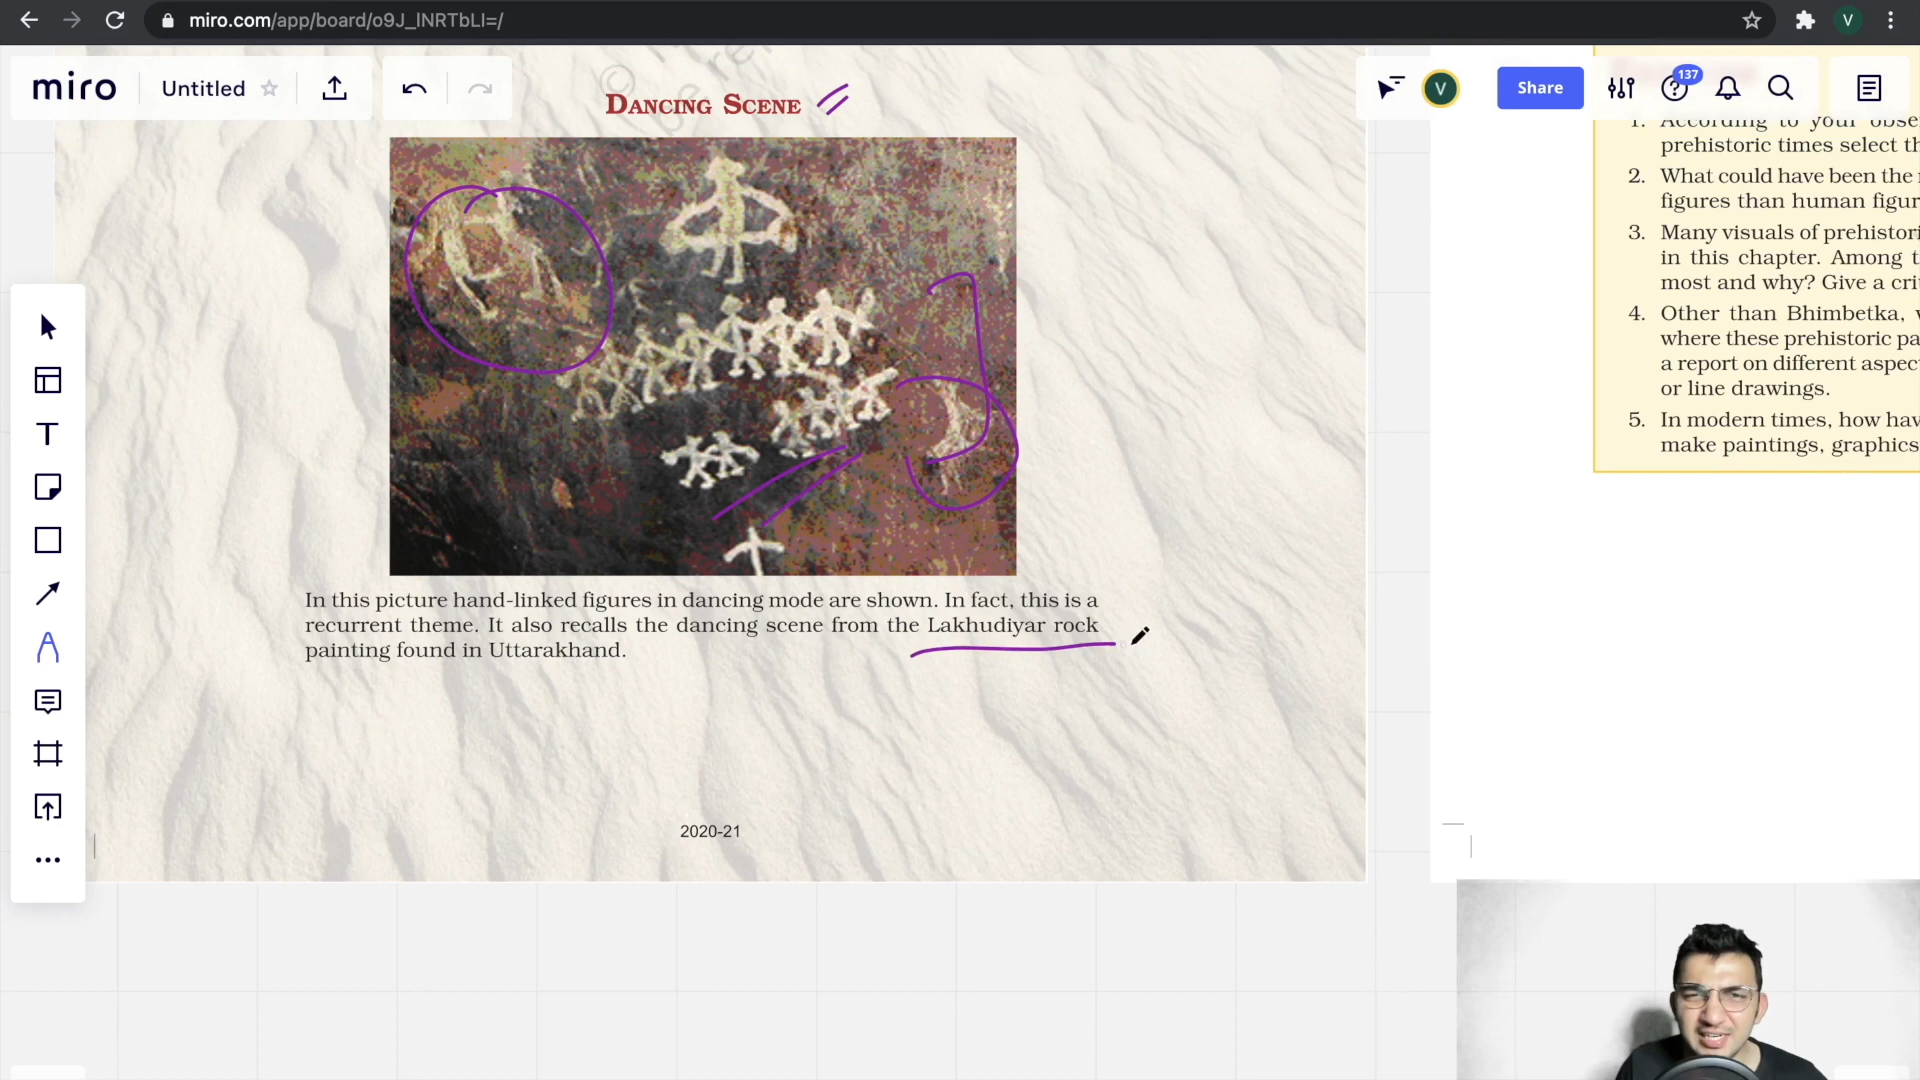 miro.com/app/board/o9J_lNRTbLI=/
V
miro
Untitled
V
Share
137
DANCING SCENE
In this picture hand-linked figures in dancing mode are shown. In fact, this is a
recurrent theme. It also recalls the dancing scene from the Lakhudiyar rock
painting found in Uttarakhand.
2020-21
1. According to your obse
prehistoric times select th
2. What could have been the
figures than human figur
3. Many visuals of prehistori
in this chapter. Among t
most and why? Give a cri
4. Other than Bhimbetka,
where these prehistoric pa
a report on different aspec
or line drawings.
5. In modern times, how hav
make paintings, graphics